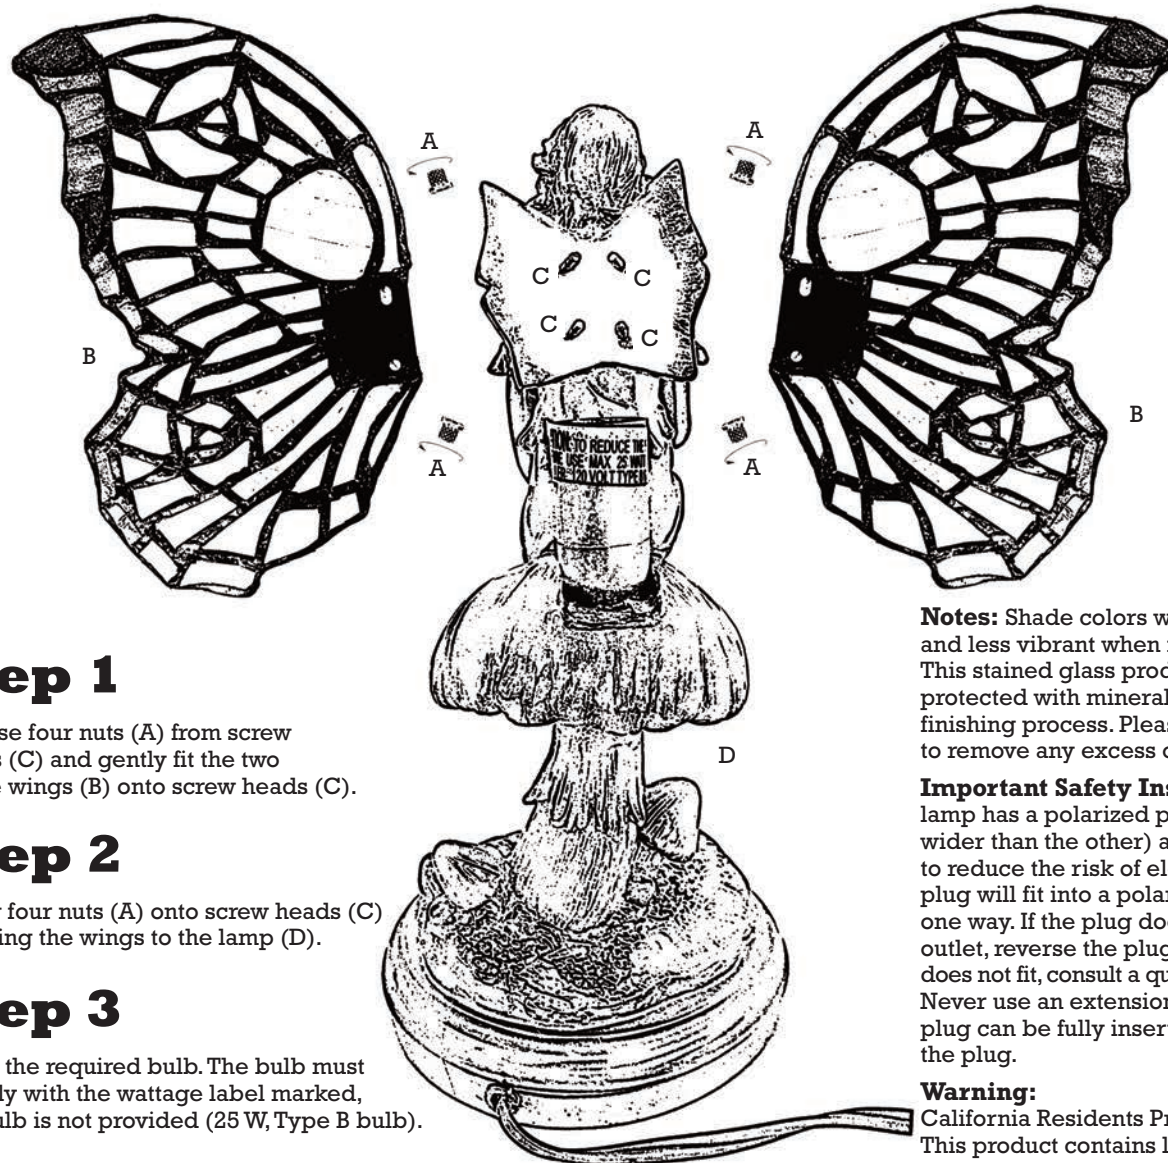 A
A
C
C
C
C
B
B
A
A
TION: TO REDUCE THE
USE MAX 25 WAT
120 VOLT TYPE
D
ep 1
se four nuts (A) from screw
s (C) and gently fit the two
e wings (B) onto screw heads (C).
ep 2
four nuts (A) onto screw heads (C)
ing the wings to the lamp (D).
ep 3
the required bulb. The bulb must
ly with the wattage label marked,
ulb is not provided (25 W, Type B bulb).
Notes: Shade colors w
and less vibrant when
This stained glass prod
protected with mineral
finishing process. Pleas
to remove any excess
Important Safety Ins
lamp has a polarized p
wider than the other) a
to reduce the risk of el
plug will fit into a polar
one way. If the plug doe
outlet, reverse the plug
does not fit, consult a qu
Never use an extension
plug can be fully inser
the plug.
Warning:
California Residents Pr
This product contains l